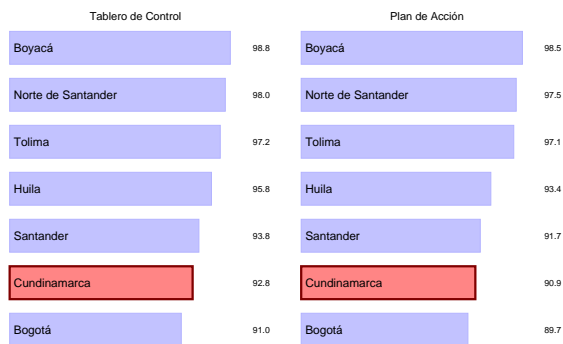 Tablero de Control
Boyacá 98.8
Norte de Santander 98.0
Tolima 97.2
Huila 95.8
Santander 93.8
Cundinamarca 92.8
Bogotá 91.0
Plan de Acción
Boyacá 98.5
Norte de Santander 97.5
Tolima 97.1
Huila 93.4
Santander 91.7
Cundinamarca 90.9
Bogotá 89.7